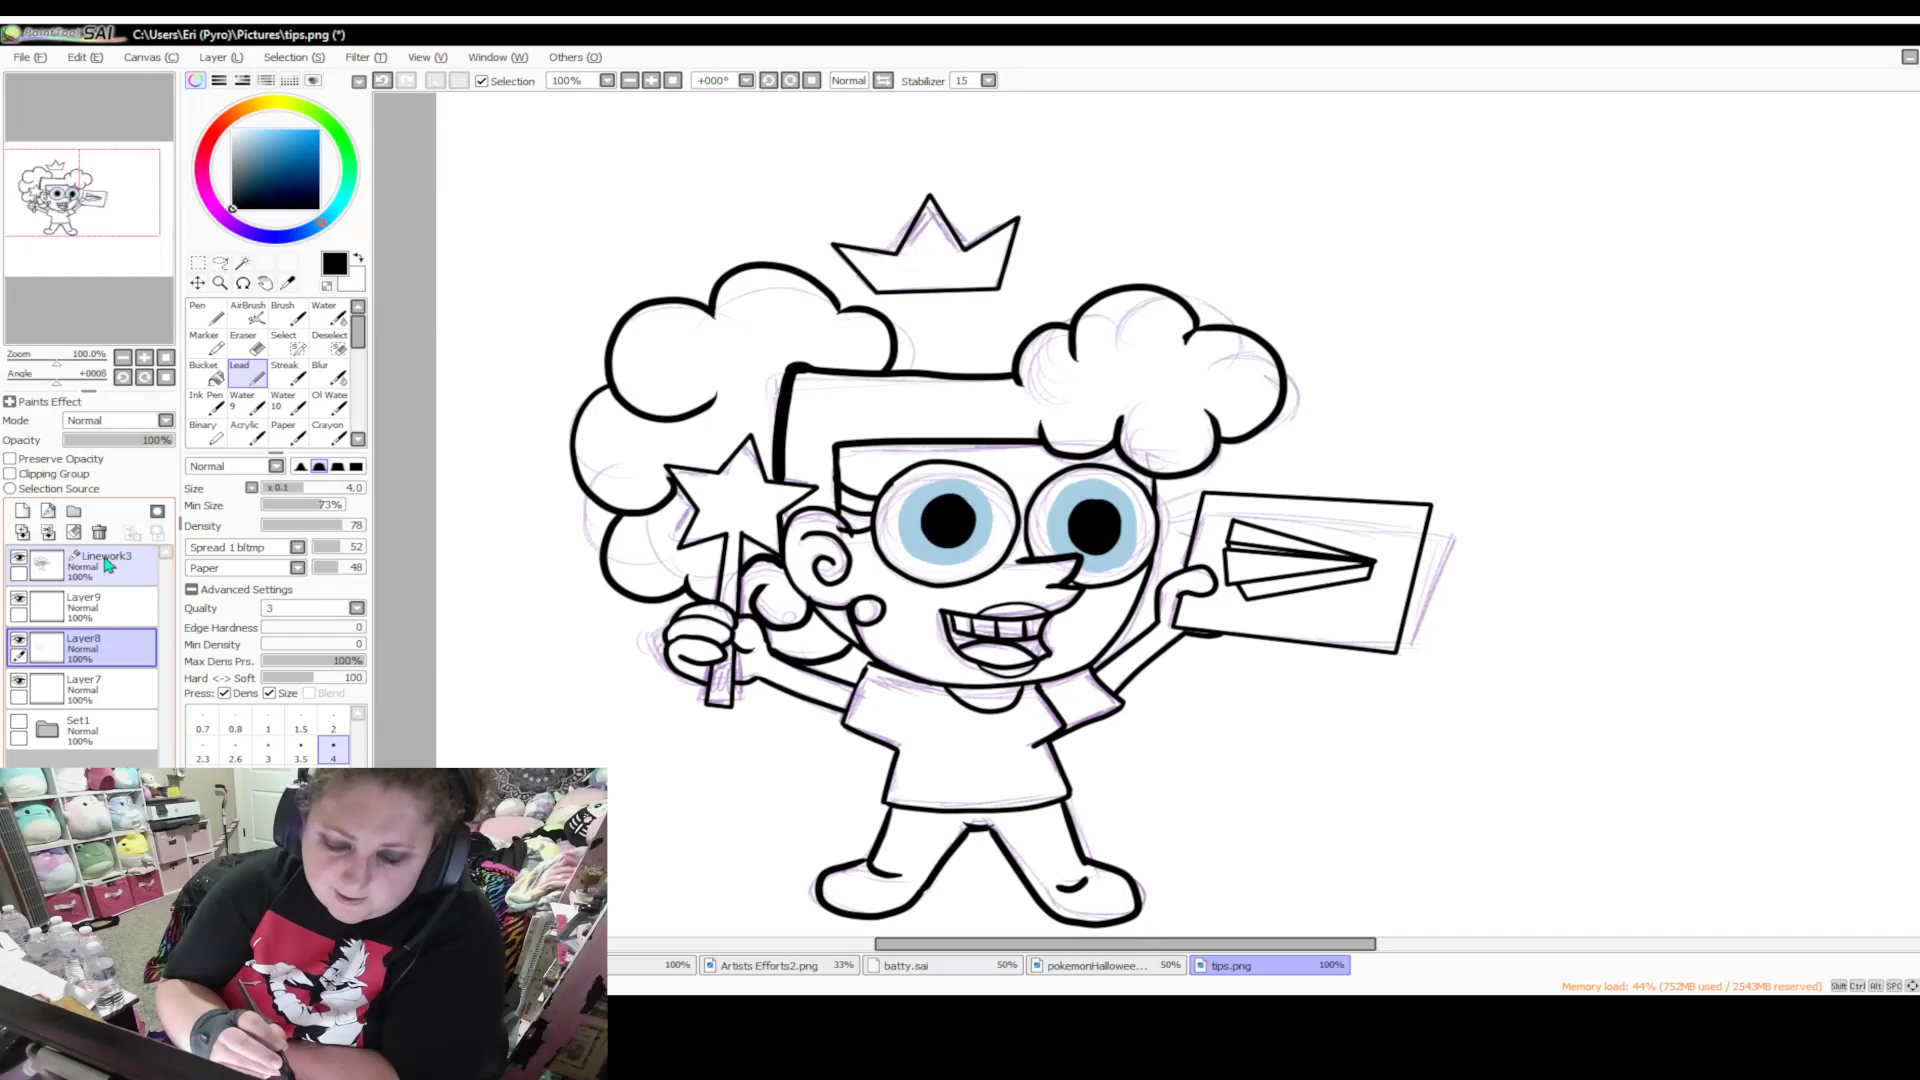 PaintTool SAI C:\Users\Eri (Pyro)\Pictures\tips.png (*)
File (F) Edit (E) Canvas (C) Layer (L) Selection (S) Filter (T) View (V) Window (W) Others (O)
Selection 100% +000° Normal Stabilizer 15
Zoom 100.0%
Angle +000ß
Paints Effect
Mode Normal
Opacity 100%
Preserve Opacity
Clipping Group
Selection Source
Linework3
Normal
100%
Layer9
Normal
100%
Layer8
Normal
100%
Layer7
Normal
100%
Set1
Normal
100%
Pen AirBrush Brush Water
Marker Eraser Select Deselect
Bucket Lead Streak Blur
Ink Pen Water 9 Water 10 Ol Wate
Binary Acrylic Paper Crayon
Normal
Size x 0.1 4.0
Min Size 73%
Density 78
Spread 1 bltmp 52
Paper 48
Advanced Settings
Qualty 3
Edge Hardness 0
Min Density 0
Max Dens Prs. 100%
Hard <-> Soft 100
Press: Dens Size Blend
0.7 0.8 1 1.5 2
2.3 2.6 3 3.5 4
100% Artists Efforts2.png 33% batty.sai 50% pokemonHallowee... 50% tips.png 100%
Memory load: 44% (752MB used / 2543MB reserved) Shift Ctrl Alt SPC